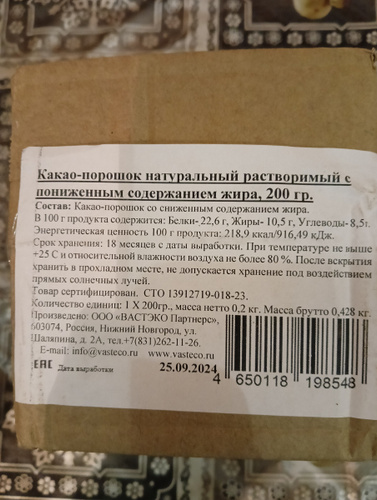 Какао-порошок натуральный растворимый с
пониженным содержанием жира, 200 гр.
Состав: Какао-порошок со сниженным содержанием жира.
В 100 г продукта содержится: Белки- 22,6 г, Жиры- 10,5 г, Углеводы- 8,5г.
Энергетическая ценность 100 г продукта: 218,9 ккал/916,49 кДж.
Срок хранения: 18 месяцев с даты выработки. При температуре не выше
+25 С и относительной влажности воздуха не более 80 %. После вскрытия
хранить в прохладном месте, не допускается хранение под воздействием
прямых солнечных лучей.
Товар сертифицирован. СТО 13912719-018-23.
Количество единиц: 1 X 200гр., масса нетто 0,2 кг. Масса брутто 0,428 кг.
Произведено: ООО «ВАСТЭКО Партнерс»,
603074, Россия, Нижний Новгород, ул.
Шаляпина, д. 2А, тел.+7(831)262-11-26.
E-mail: info@vasteco.ru www.vasteco.ru
EAC Дата выработки 25.09.2024
4 650118 198548